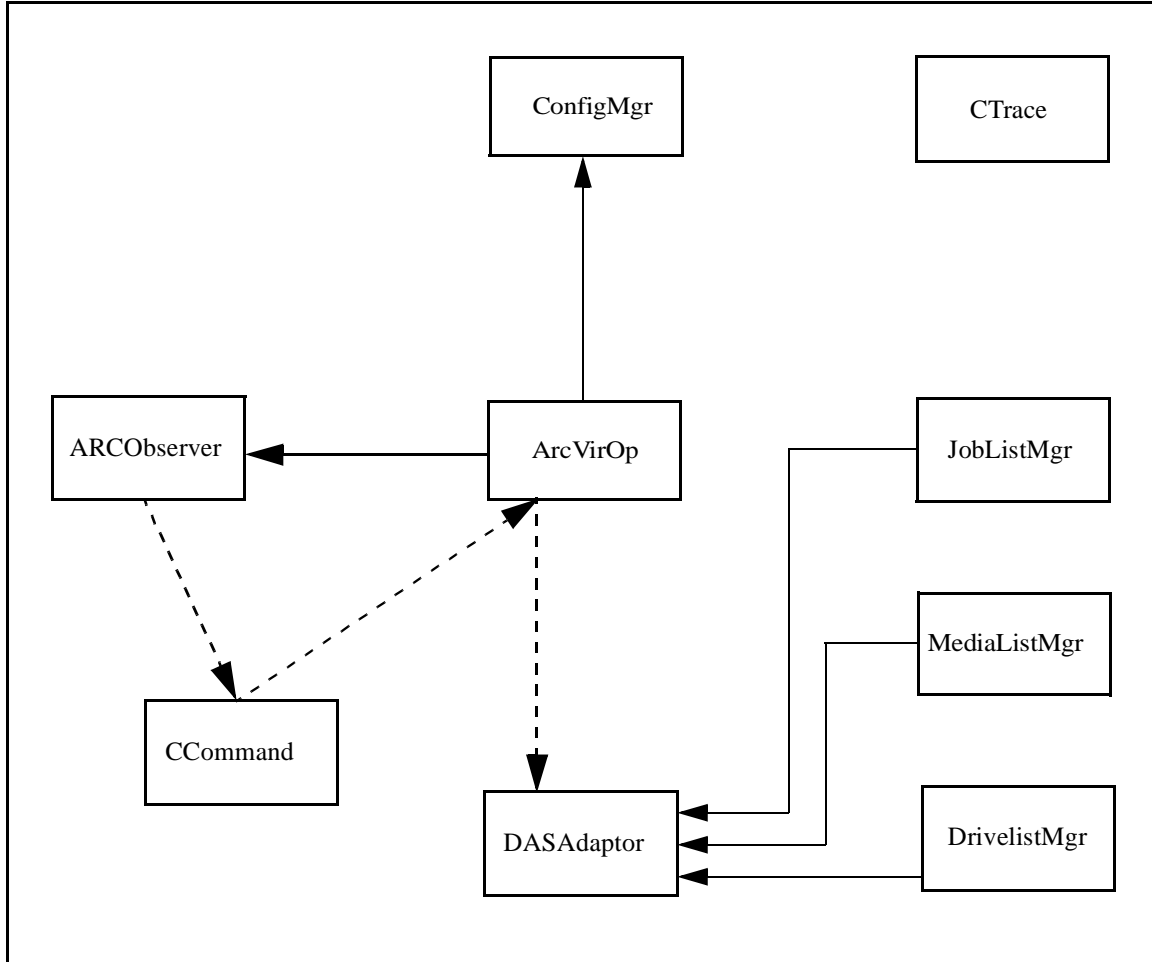 ConfigMgr
CTrace
ARCObserver
ArcVirOp
JobListMgr
MediaListMgr
CCommand
DASAdaptor
DrivelistMgr